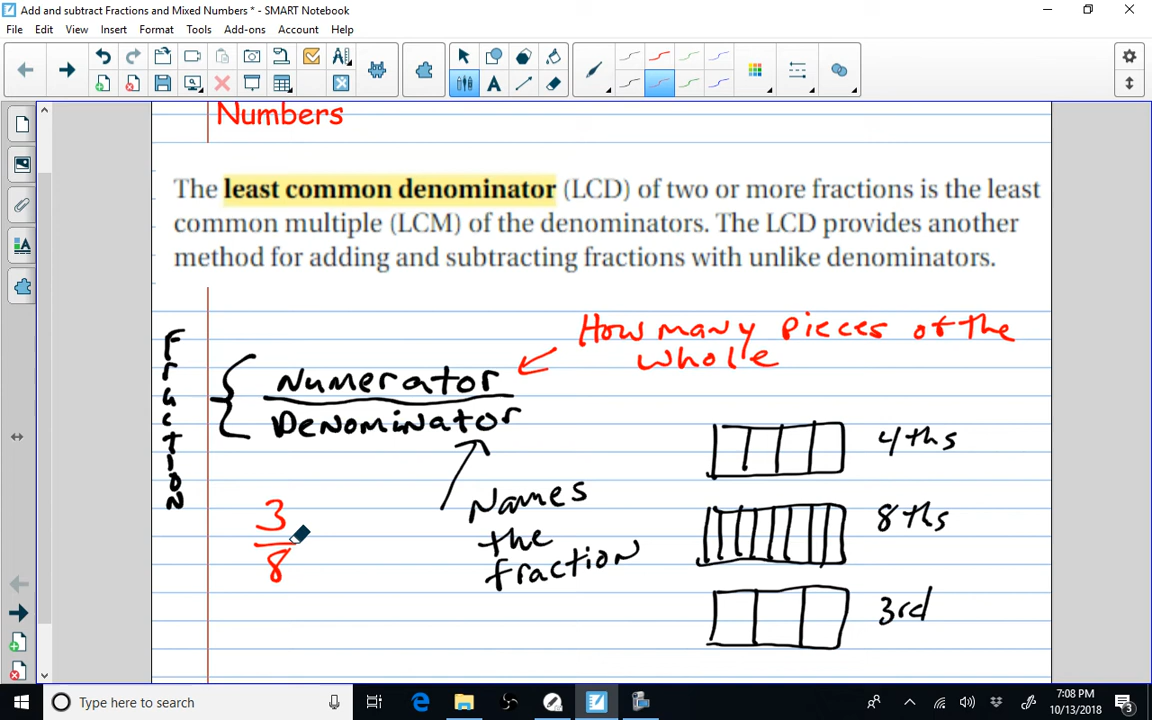 Add and subtract Fractions and Mixed Numbers * - SMART Notebook
File Edit View Insert Format Tools Add-ons Account Help
Numbers
The least common denominator (LCD) of two or more fractions is the least
common multiple (LCM) of the denominators. The LCD provides another
method for adding and subtracting fractions with unlike denominators.
How many pieces of the
whole
Fraction
Numerator
Denominator
Names
the
fraction
3
8
4ths
8ths
3rd
Type here to search
7:08 PM
10/13/2018
3